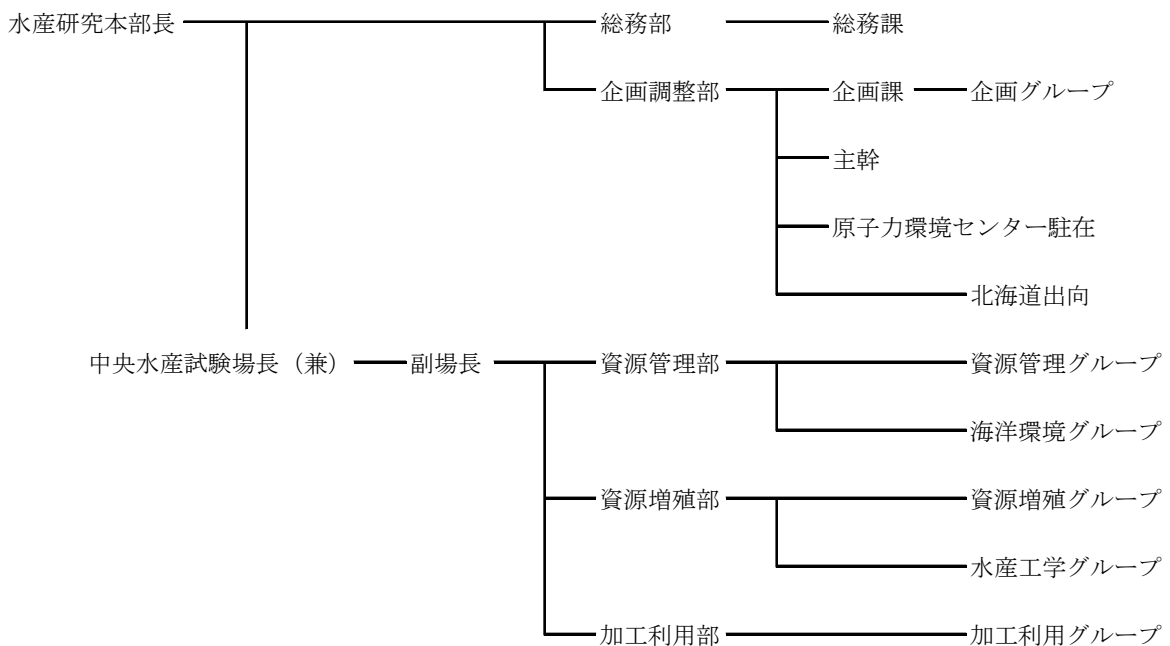 水産研究本部長 総務部 総務課
企画調整部 企画課 企画グループ
主幹
原子力環境センター駐在
北海道出向
中央水産試験場長（兼） 副場長 資源管理部 資源管理グループ
海洋環境グループ
資源増殖部 資源増殖グループ
水産工学グループ
加工利用部 加工利用グループ